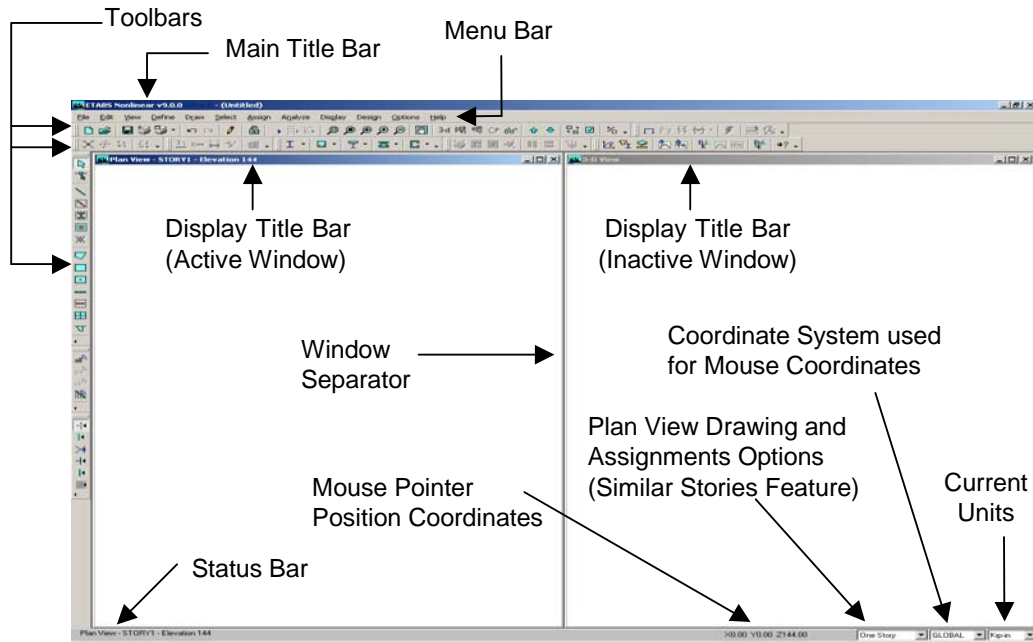 Toolbars
Main Title Bar
Menu Bar
ETABS Nonlinear v9.0.0 - (Untitled)
File Edit View Define Draw Select Assign Analyze Display Design Options Help
3-d
Plan View - STORY1 - Elevation 144
3-D View
Display Title Bar
(Active Window)
Display Title Bar
(Inactive Window)
Window
Separator
Coordinate System used
for Mouse Coordinates
Plan View Drawing and
Assignments Options
(Similar Stories Feature)
Mouse Pointer
Position Coordinates
Current
Units
Status Bar
Plan View - STORY1 - Elevation 144
X0.00 Y0.00 Z144.00
One Story
GLOBAL
Kip-in